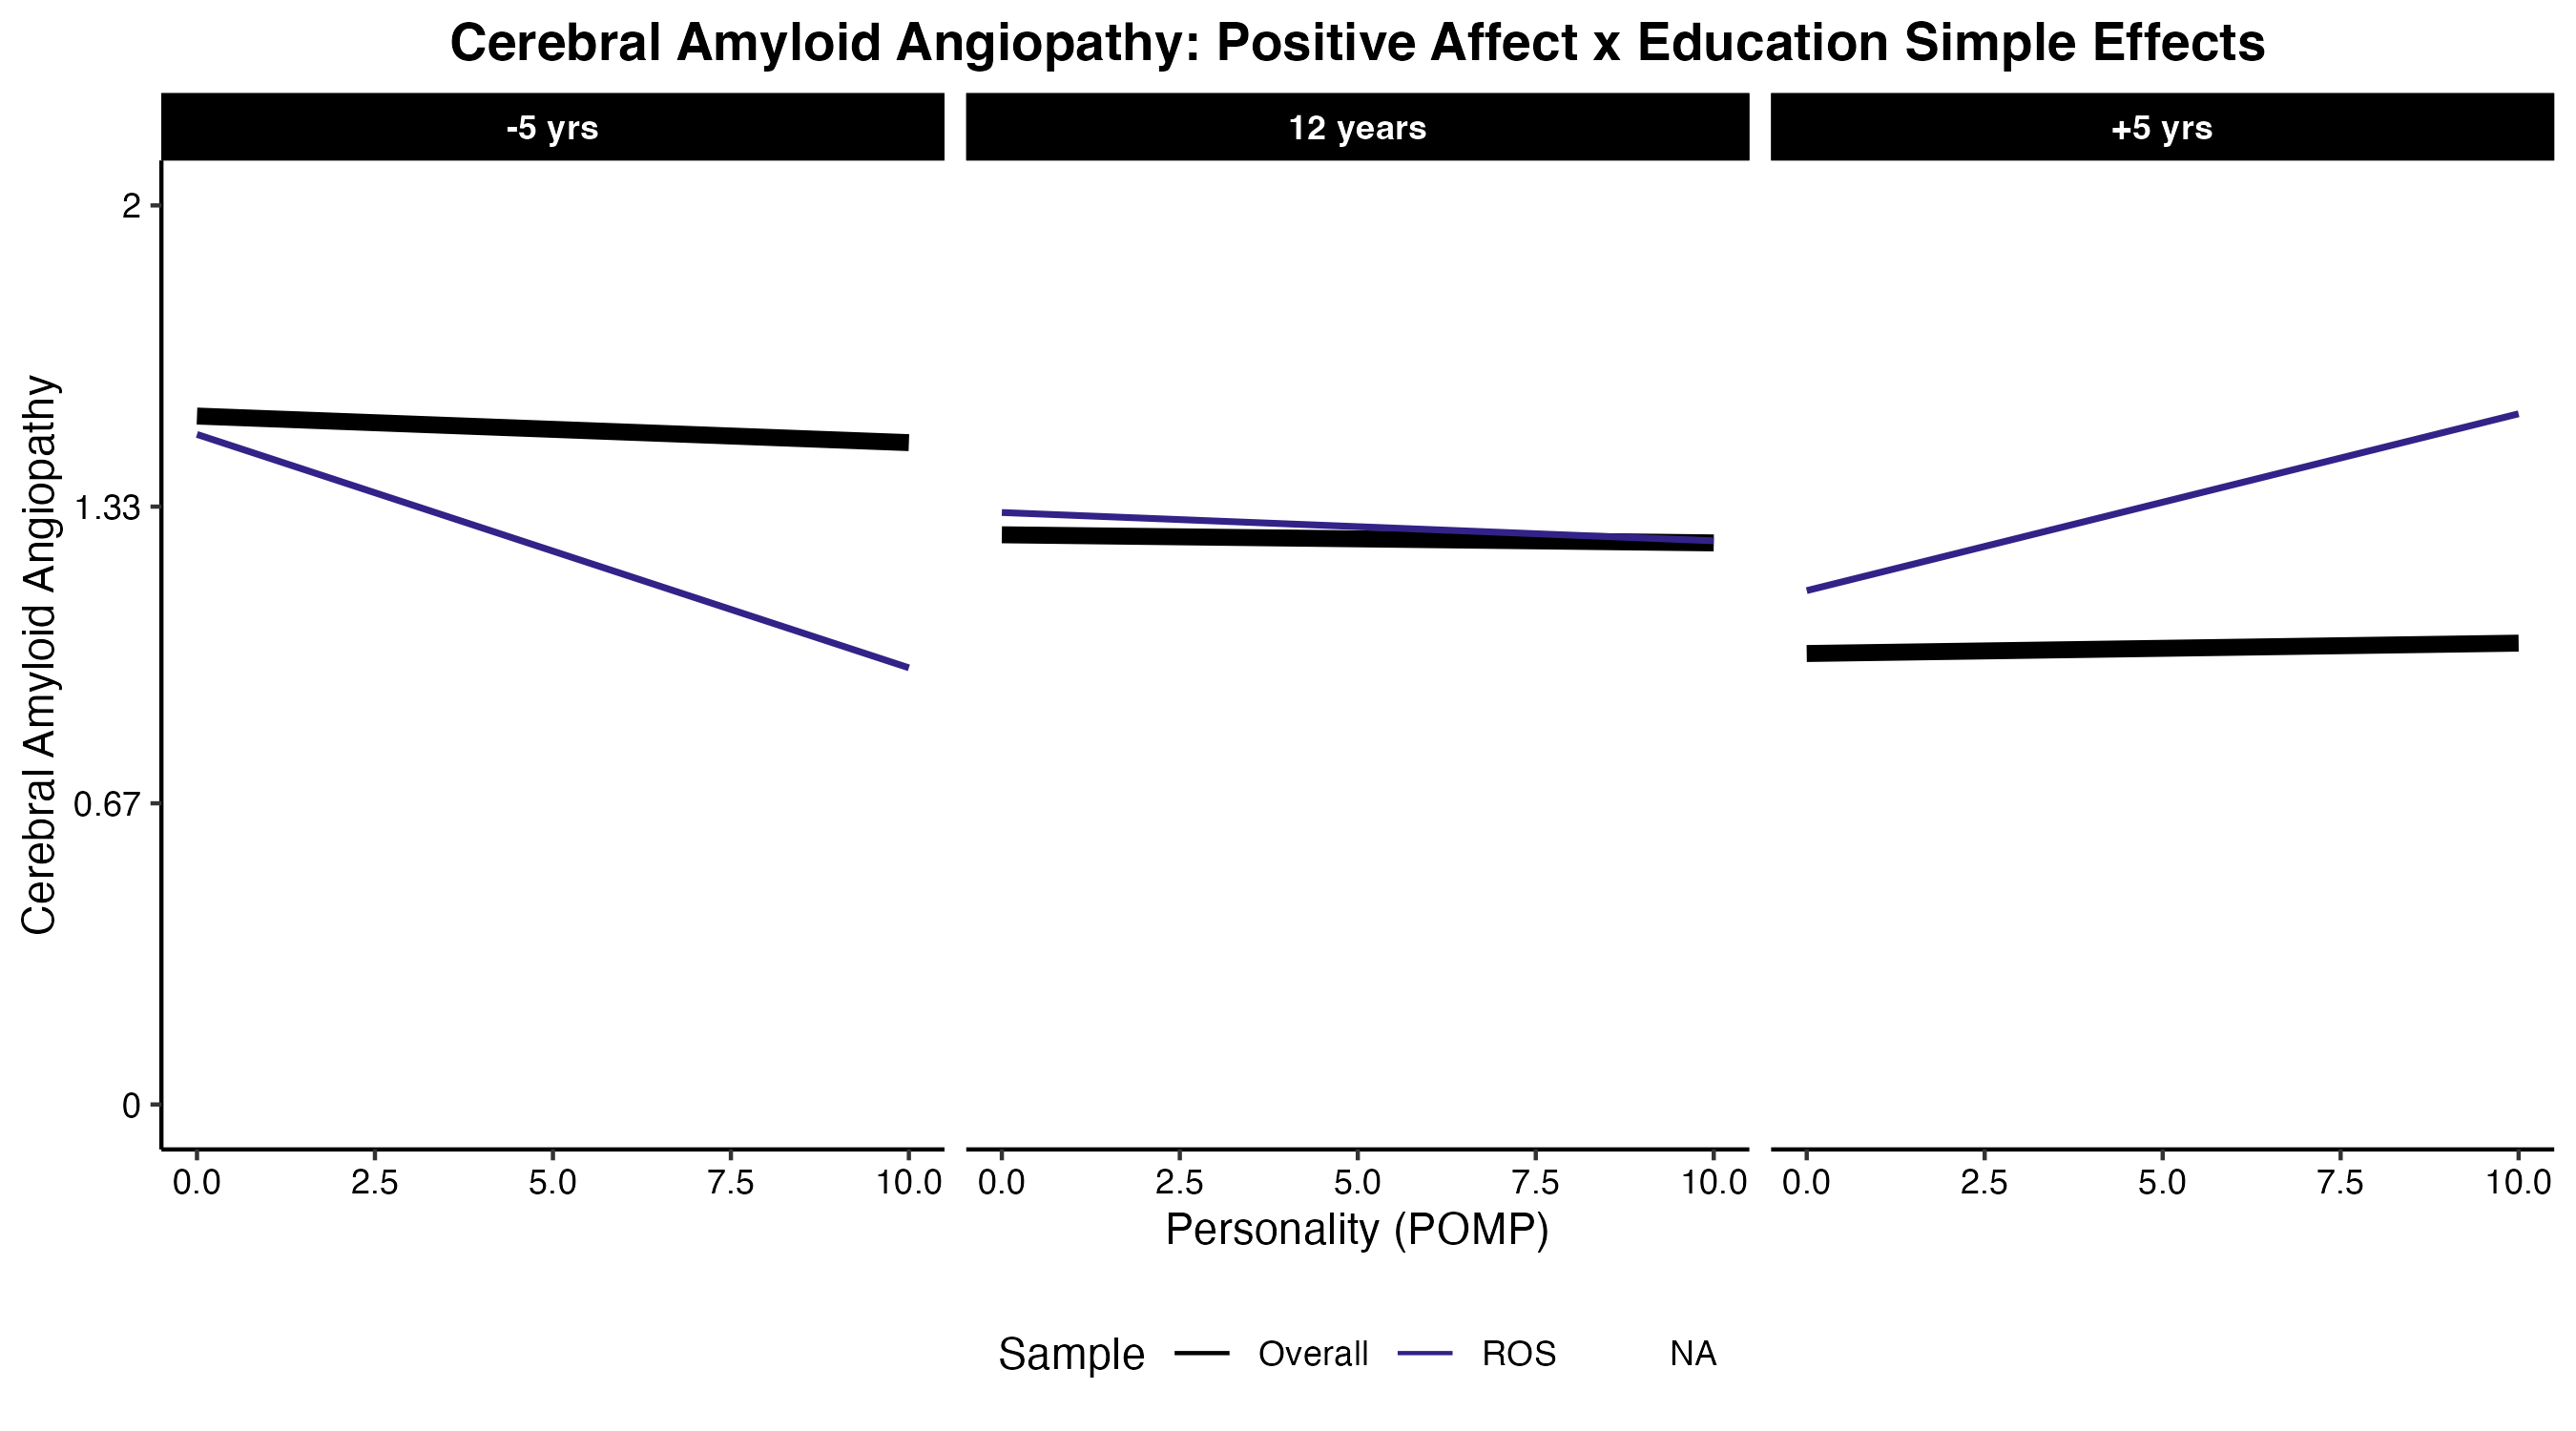 Cerebral Amyloid Angiopathy: Positive Affect x Education Simple Effects
-5 yrs
12 years
+5 yrs
Cerebral Amyloid Angiopathy
2
1.33
0.67
0
0.0 2.5 5.0 7.5 10.0
0.0 2.5 5.0 7.5 10.0
0.0 2.5 5.0 7.5 10.0
Personality (POMP)
Sample Overall ROS NA